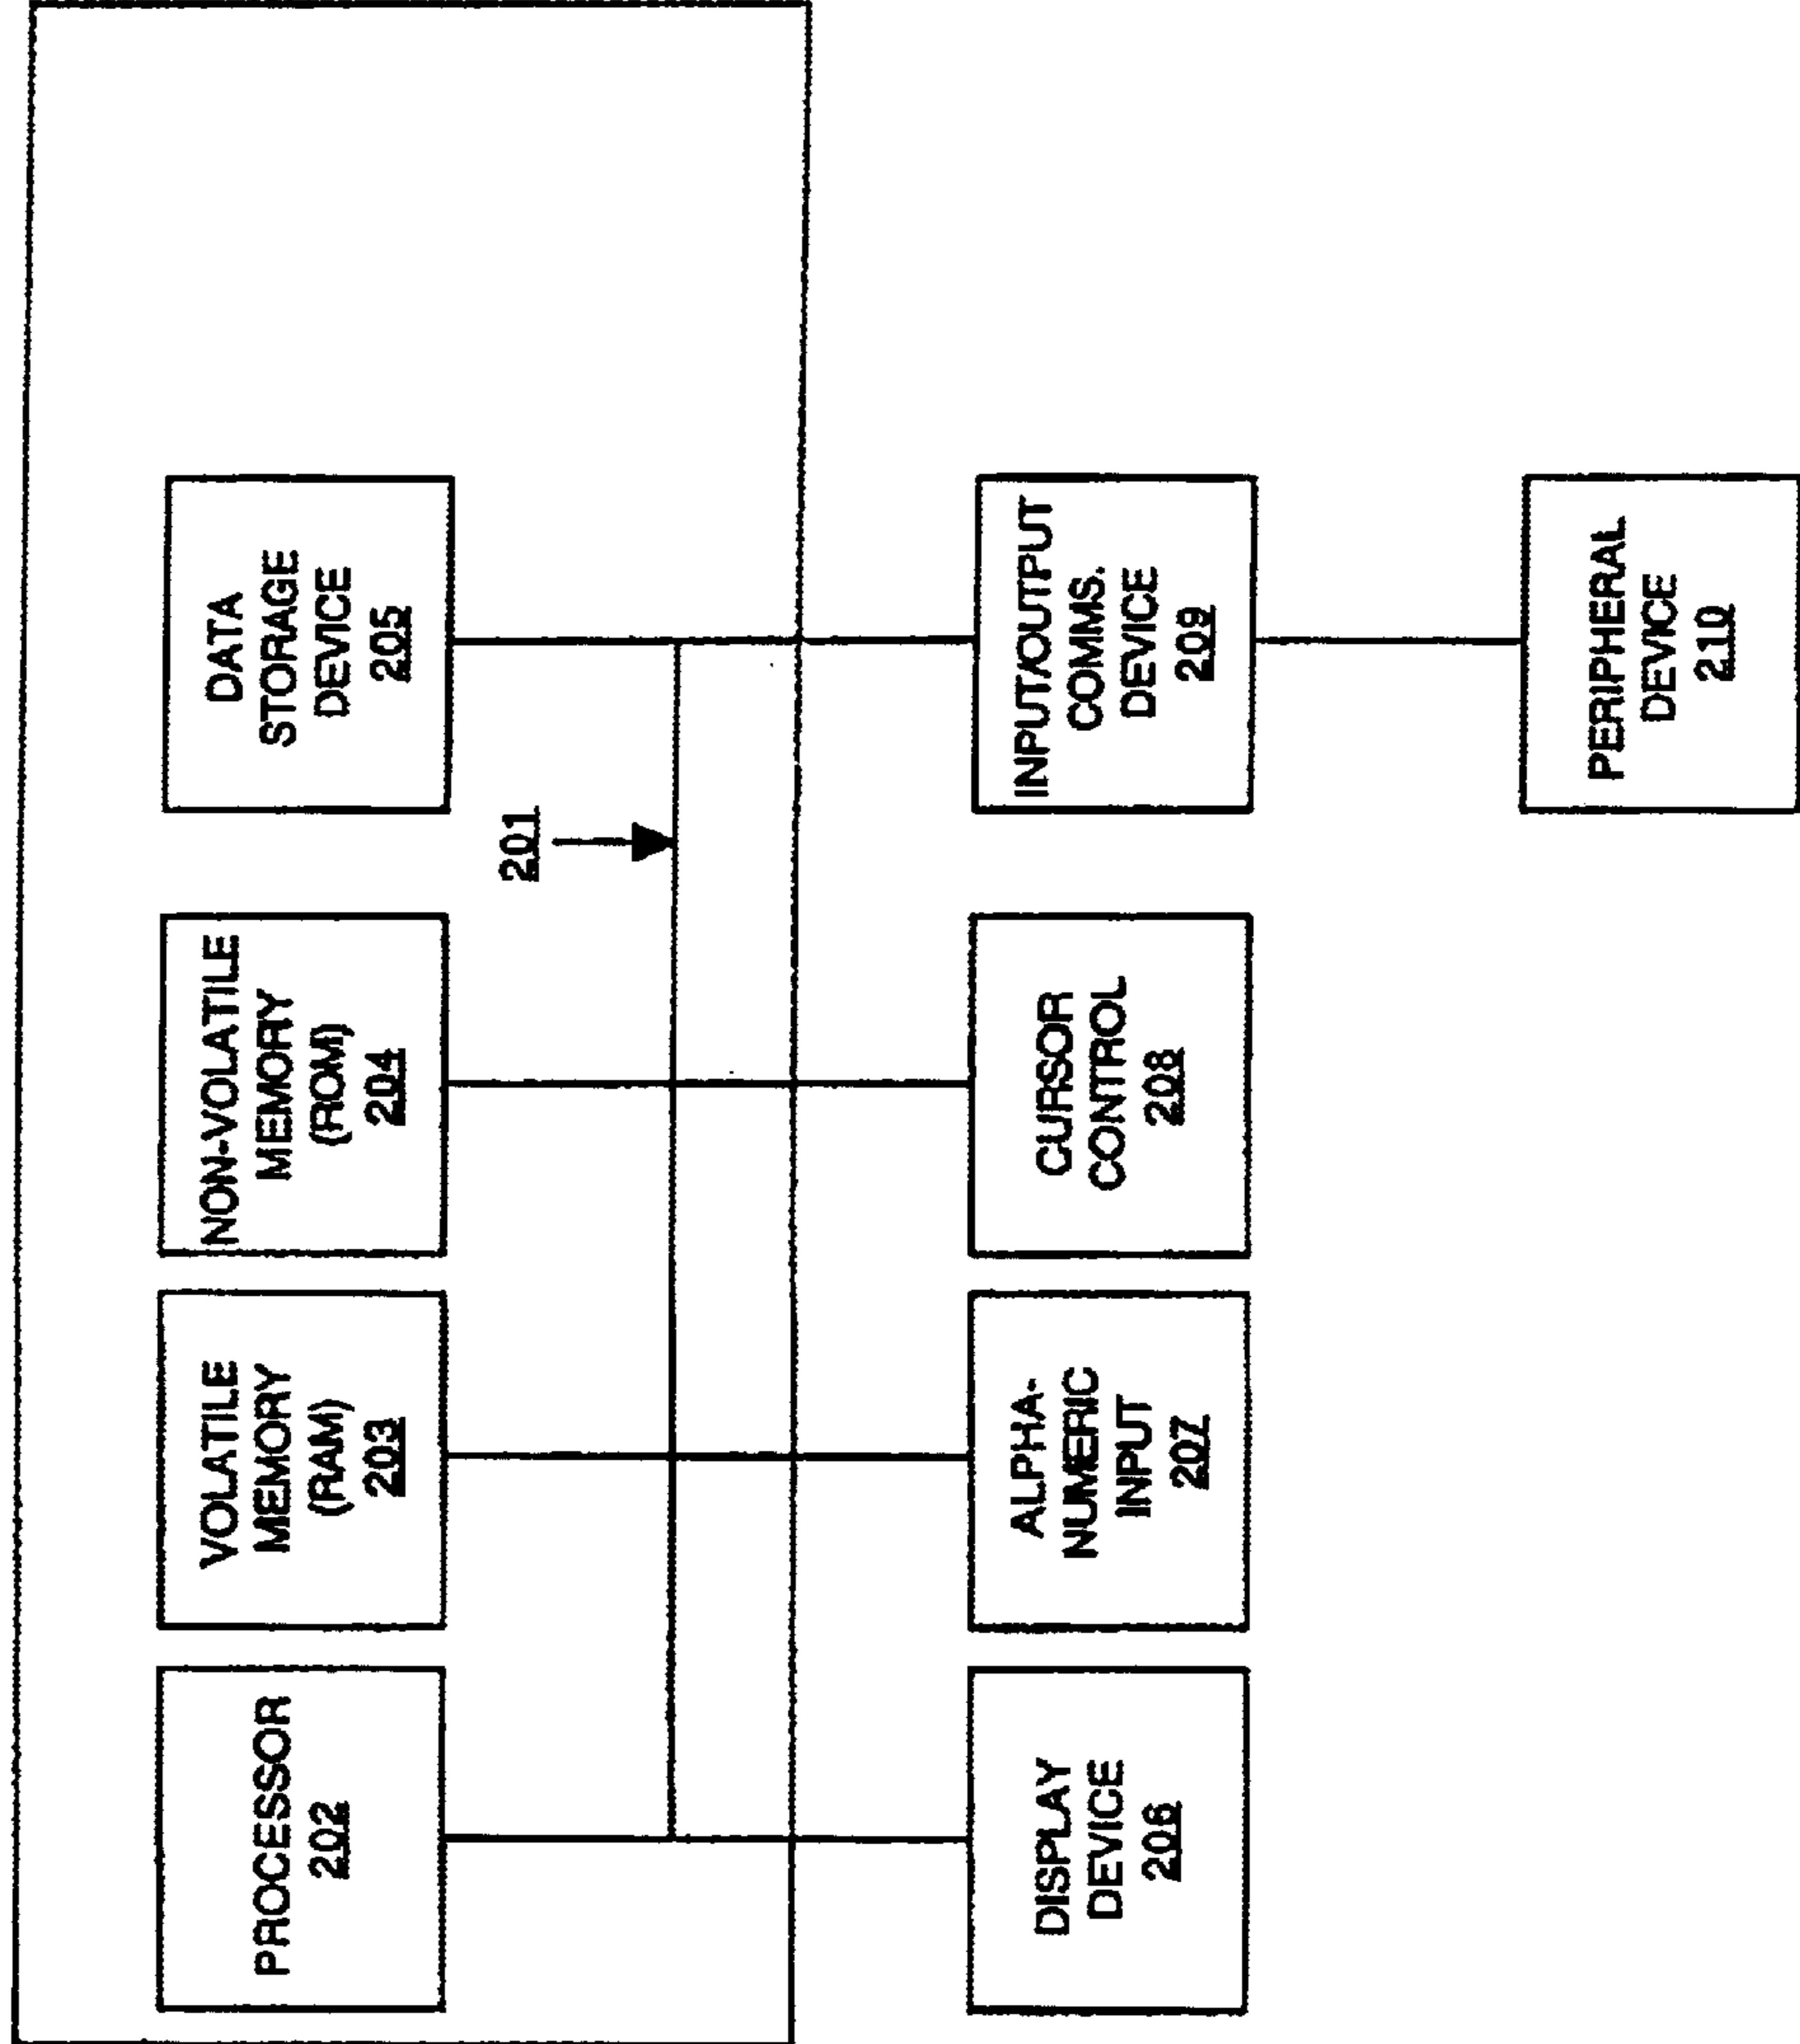 PROCESSOR
202
VOLATILE
MEMORY
(RAM)
203
NON-VOLATILE
MEMORY
(ROM)
204
DATA
STORAGE
DEVICE
205
201
DISPLAY
DEVICE
206
ALPHA-
NUMERIC
INPUT
207
CURSOR
CONTROL
208
INPUT/OUTPUT
COMMS.
DEVICE
209
PERIPHERAL
DEVICE
210